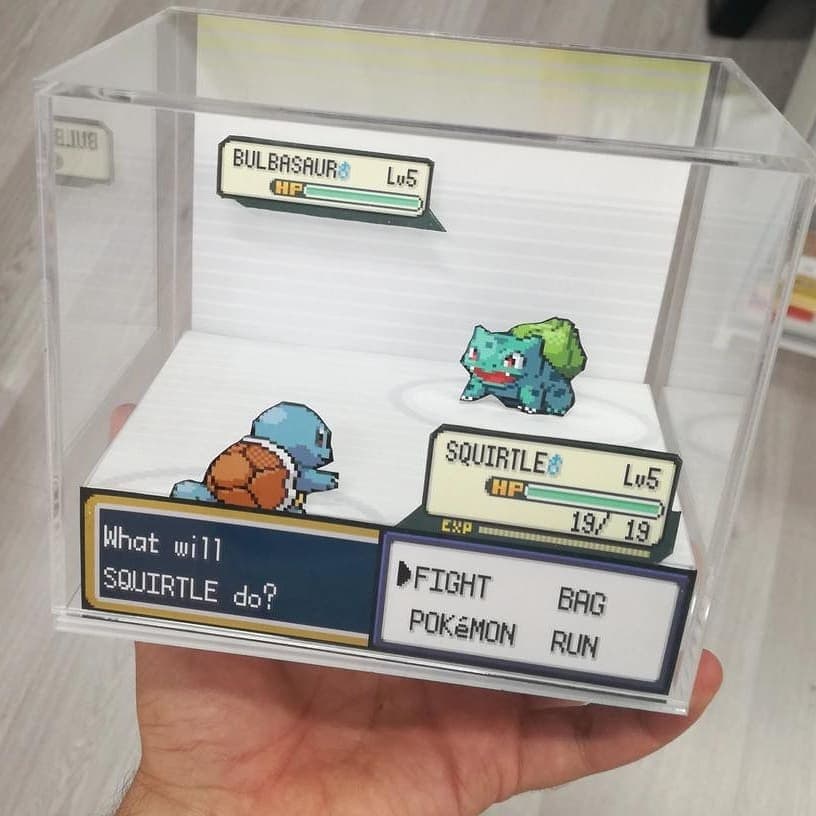 BULBASAUR♂ Lv5
HP
SQUIRTLE♂ Lv5
HP
19/ 19
EXP
What will
SQUIRTLE do?
▶FIGHT BAG
POKéMON RUN